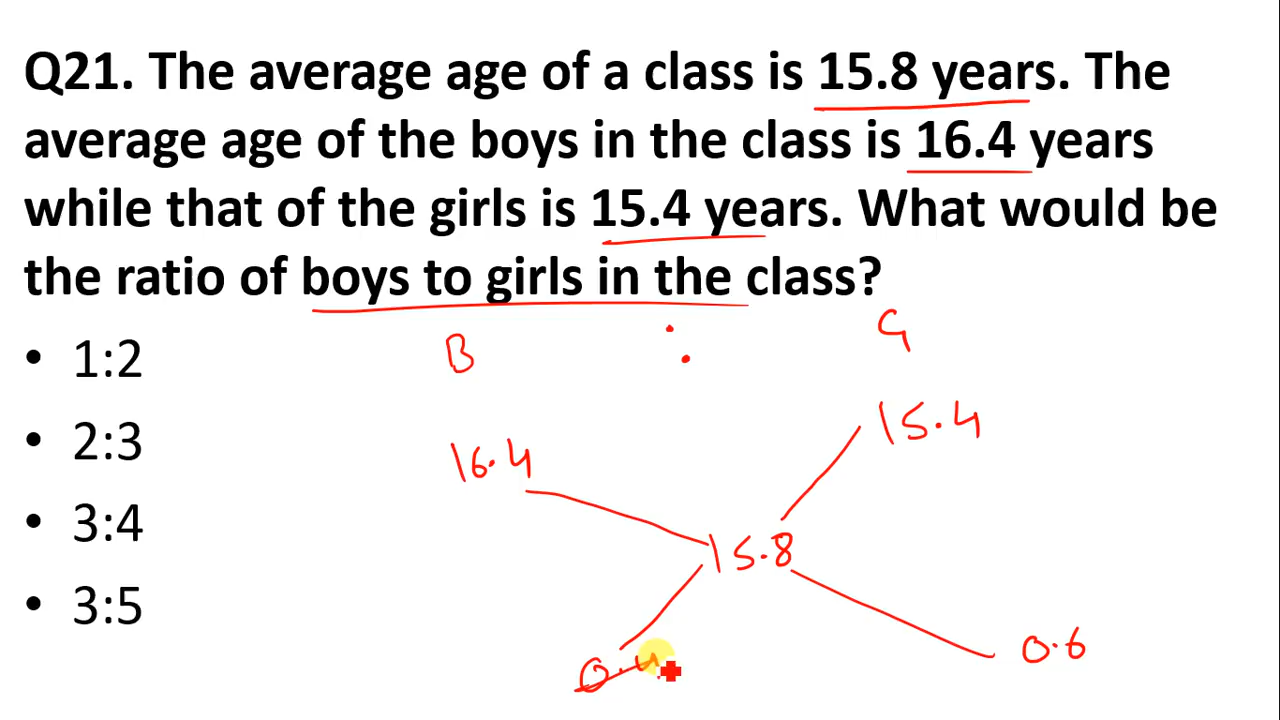 Q21. The average age of a class is 15.8 years. The
average age of the boys in the class is 16.4 years
while that of the girls is 15.4 years. What would be
the ratio of boys to girls in the class?
• 1:2
• 2:3
• 3:4
• 3:5
B : G
16.4 15.4
15.8
0.4 0.6